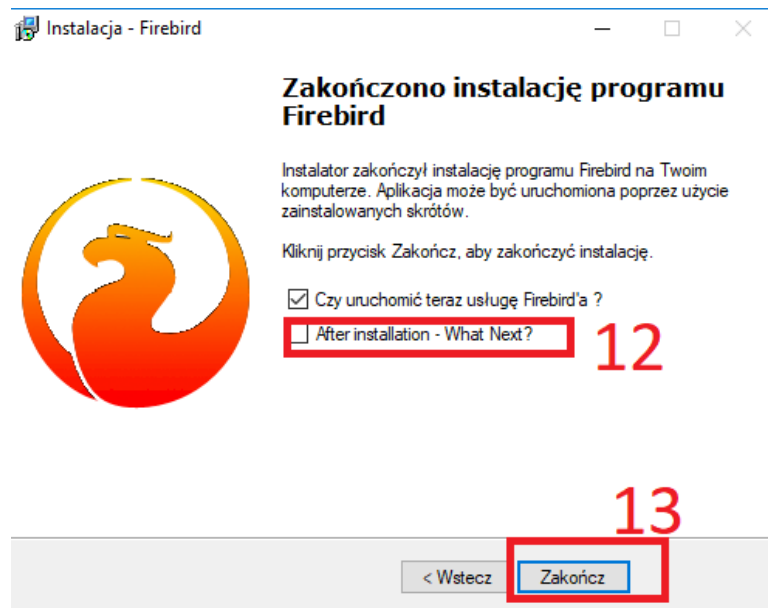 Instalacja - Firebird
Zakończono instalację programu
Firebird
Instalator zakończył instalację programu Firebird na Twoim
komputerze. Aplikacja może być uruchomiona poprzez użycie
zainstalowanych skrótów.
Kliknij przycisk Zakończ, aby zakończyć instalację.
Czy uruchomić teraz usługę Firebird'a ?
After installation - What Next?
12
13
< Wstecz
Zakończ